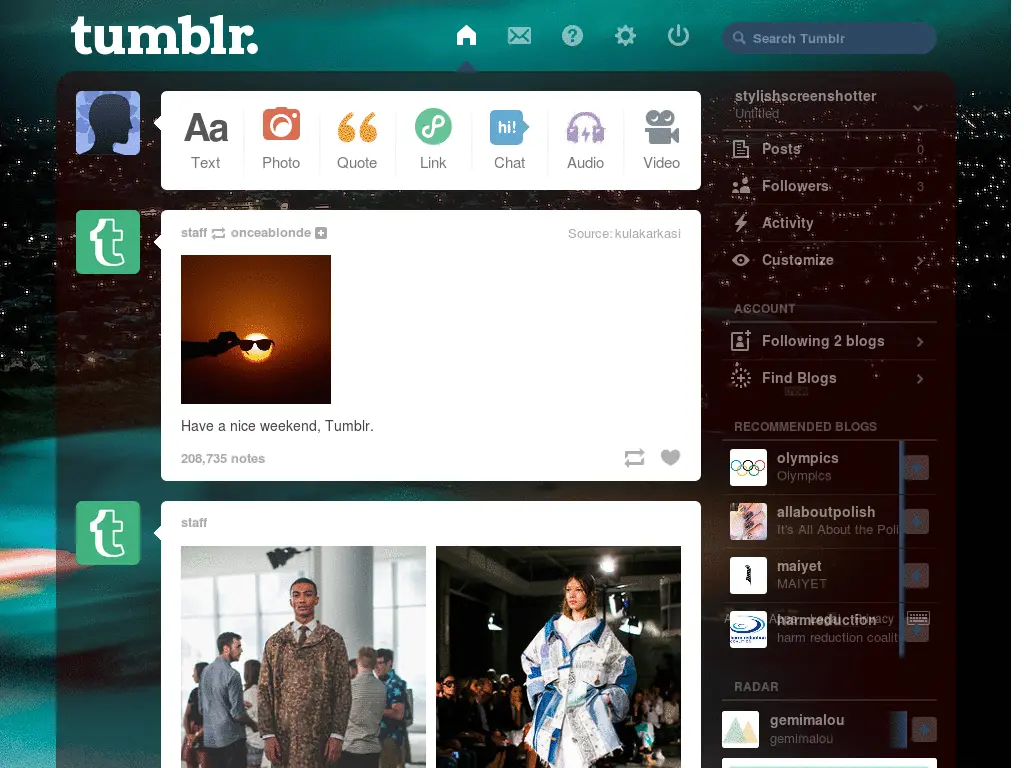 tumblr.
Search Tumblr
Aa
Text
Photo
Quote
Link
hi!
Chat
Audio
Video
staff onceablonde
Source: kulakarkasi
Have a nice weekend, Tumblr.
208,735 notes
staff
stylishscreenshotter
Untitled
Posts 0
Followers 3
Activity
Customize
ACCOUNT
Following 2 blogs
Find Blogs
RECOMMENDED BLOGS
olympics
Olympics
allaboutpolish
It's All About the Poli
maiyet
MAIYET
harmreduction
harm reduction coalit
Privacy
RADAR
gemimalou
gemimalou